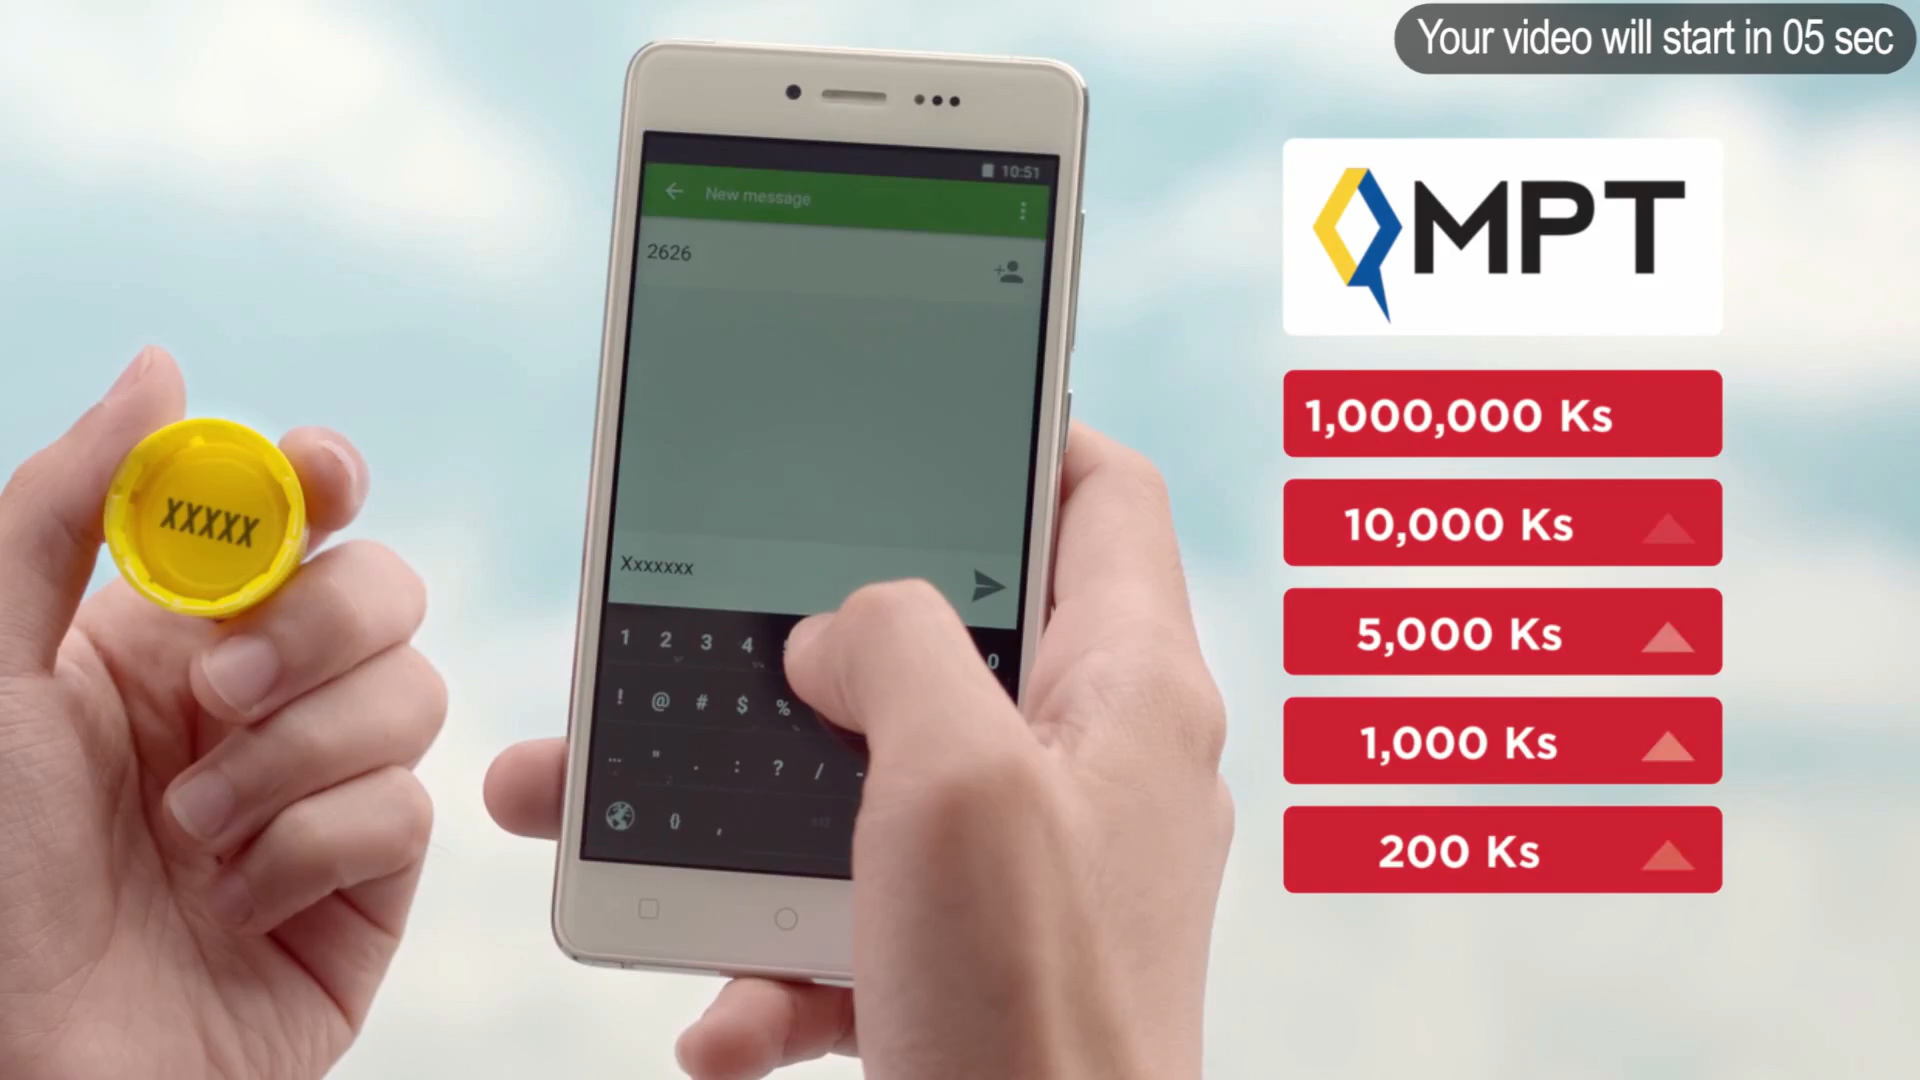 Your video will start in 05 sec
10:51
New message
2626
MPT
1,000,000 Ks
10,000 Ks
5,000 Ks
1,000 Ks
200 Ks
XXXXX
Xxxxxxx
1 2 3 4 0
! @ # $ %
... " . : ? / -
{} ,